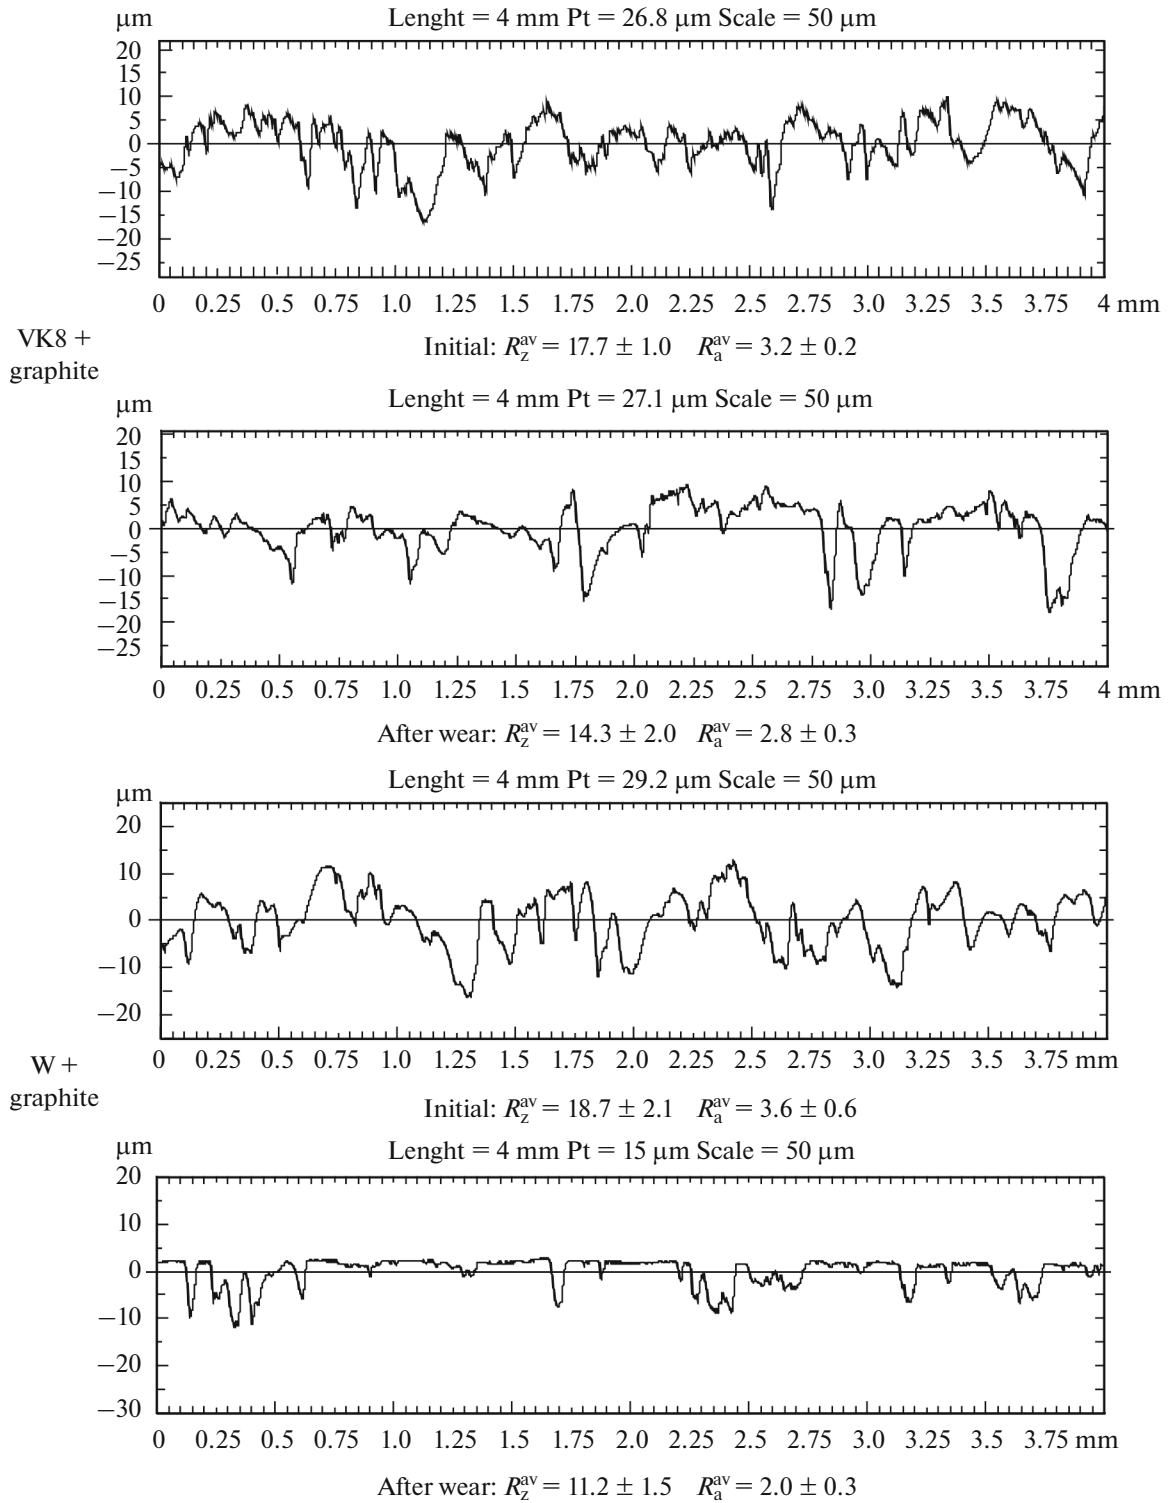 Lenght = 4 mm Pt = 26.8 μm Scale = 50 μm
μm
20
15
10
5
0
−5
−10
−15
−20
−25
0 0.25 0.5 0.75 1.0 1.25 1.5 1.75 2.0 2.25 2.5 2.75 3.0 3.25 3.5 3.75 4 mm
VK8 +
graphite
Initial: R_z^av = 17.7 ± 1.0 R_a^av = 3.2 ± 0.2
Lenght = 4 mm Pt = 27.1 μm Scale = 50 μm
μm
20
15
10
5
0
−5
−10
−15
−20
−25
0 0.25 0.5 0.75 1.0 1.25 1.5 1.75 2.0 2.25 2.5 2.75 3.0 3.25 3.5 3.75 4 mm
After wear: R_z^av = 14.3 ± 2.0 R_a^av = 2.8 ± 0.3
Lenght = 4 mm Pt = 29.2 μm Scale = 50 μm
μm
20
10
0
−10
−20
0 0.25 0.5 0.75 1.0 1.25 1.5 1.75 2.0 2.25 2.5 2.75 3.0 3.25 3.5 3.75 mm
W +
graphite
Initial: R_z^av = 18.7 ± 2.1 R_a^av = 3.6 ± 0.6
Lenght = 4 mm Pt = 15 μm Scale = 50 μm
μm
20
10
0
−10
−20
−30
0 0.25 0.5 0.75 1.0 1.25 1.5 1.75 2.0 2.25 2.5 2.75 3.0 3.25 3.5 3.75 mm
After wear: R_z^av = 11.2 ± 1.5 R_a^av = 2.0 ± 0.3